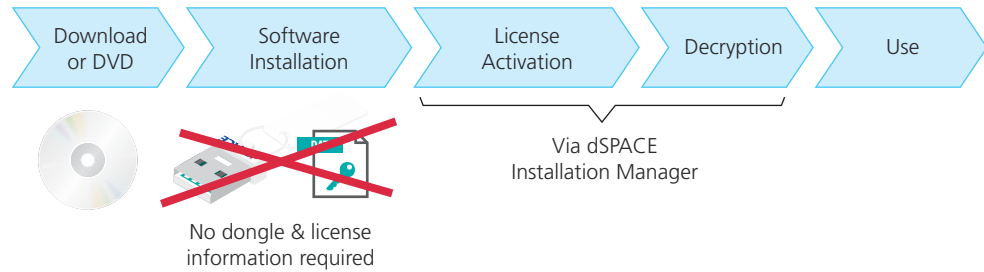 Download
or DVD
Software
Installation
License
Activation
Decryption
Use
Via dSPACE
Installation Manager
No dongle & license
information required